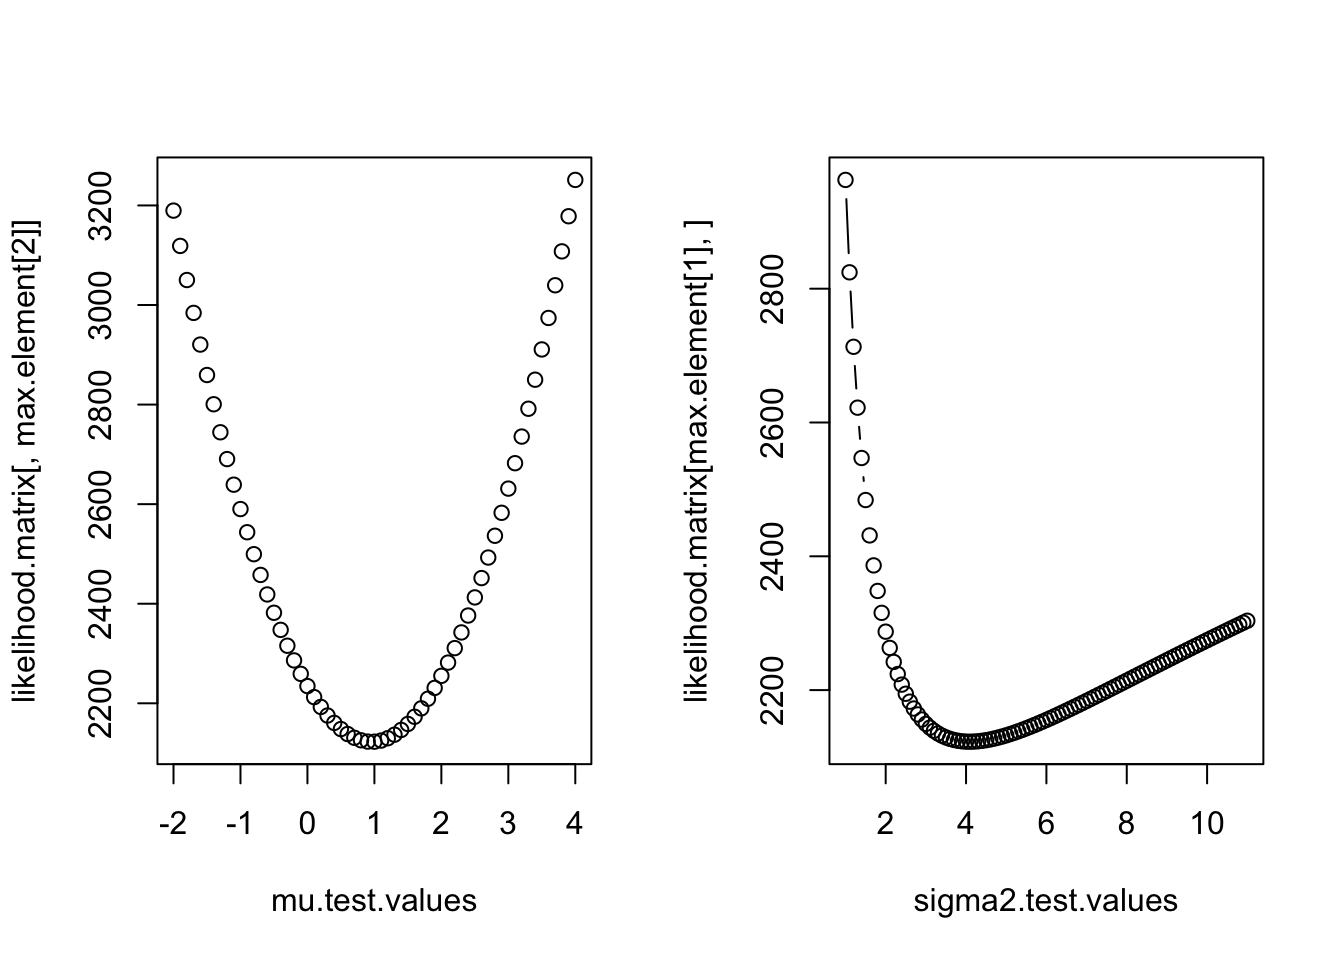 likelihood.matrix[, max.element[2]]
3200
3000
2800
2600
2400
2200
-2 -1 0 1 2 3 4
mu.test.values
likelihood.matrix[max.element[1], ]
2800
2600
2400
2200
2 4 6 8 10
sigma2.test.values